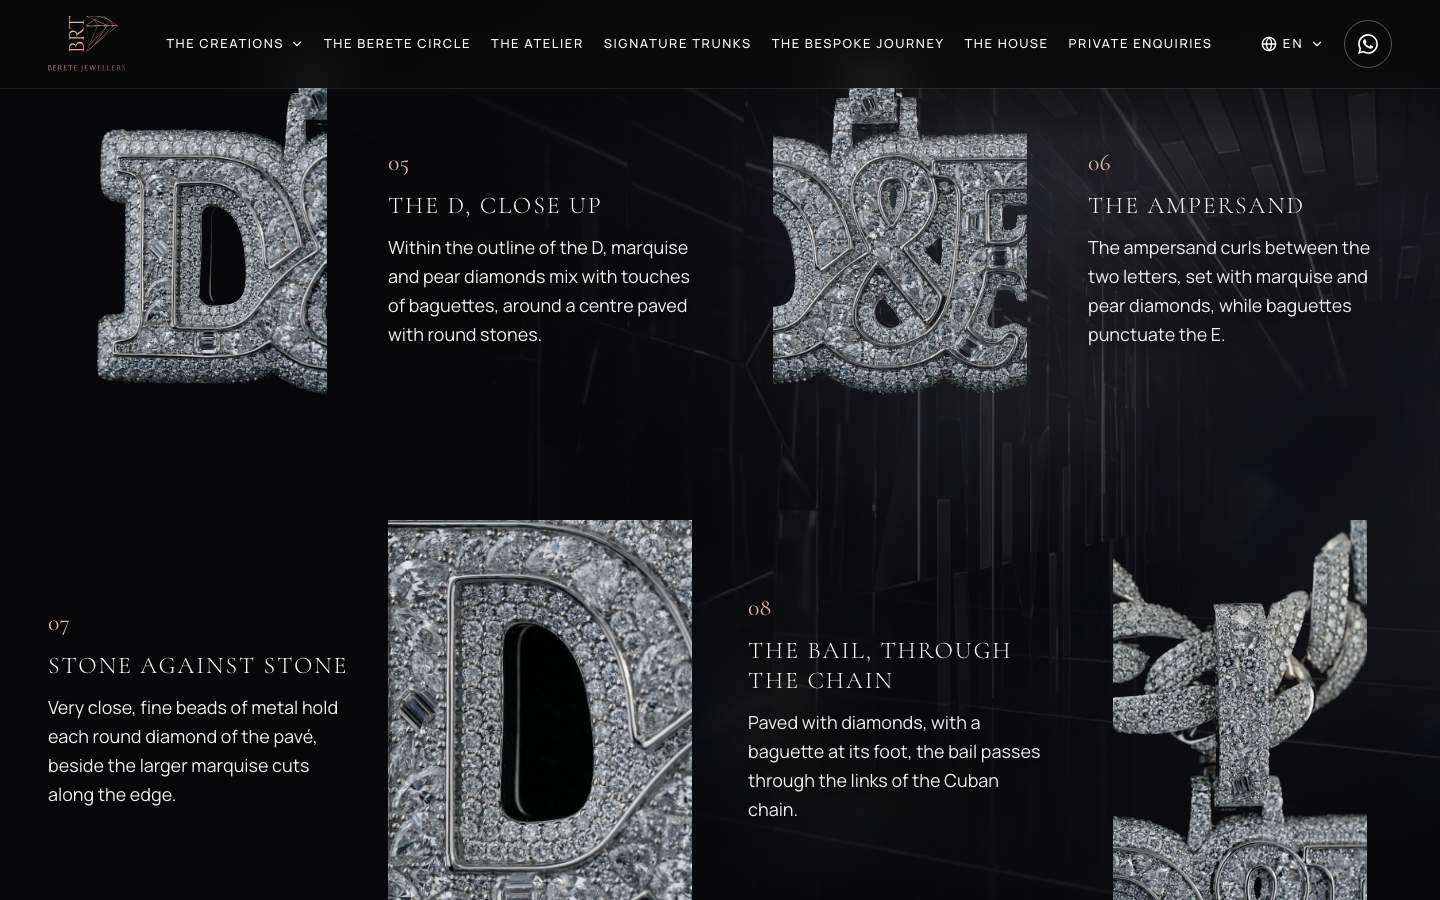 BRT
BERETE JEWELLERS
THE CREATIONS
THE BERETE CIRCLE
THE ATELIER
SIGNATURE TRUNKS
THE BESPOKE JOURNEY
THE HOUSE
PRIVATE ENQUIRIES
EN
05
THE D, CLOSE UP
Within the outline of the D, marquise
and pear diamonds mix with touches
of baguettes, around a centre paved
with round stones.
06
THE AMPERSAND
The ampersand curls between the
two letters, set with marquise and
pear diamonds, while baguettes
punctuate the E.
07
STONE AGAINST STONE
Very close, fine beads of metal hold
each round diamond of the pavé,
beside the larger marquise cuts
along the edge.
08
THE BAIL, THROUGH
THE CHAIN
Paved with diamonds, with a
baguette at its foot, the bail passes
through the links of the Cuban
chain.
D
D&E
D